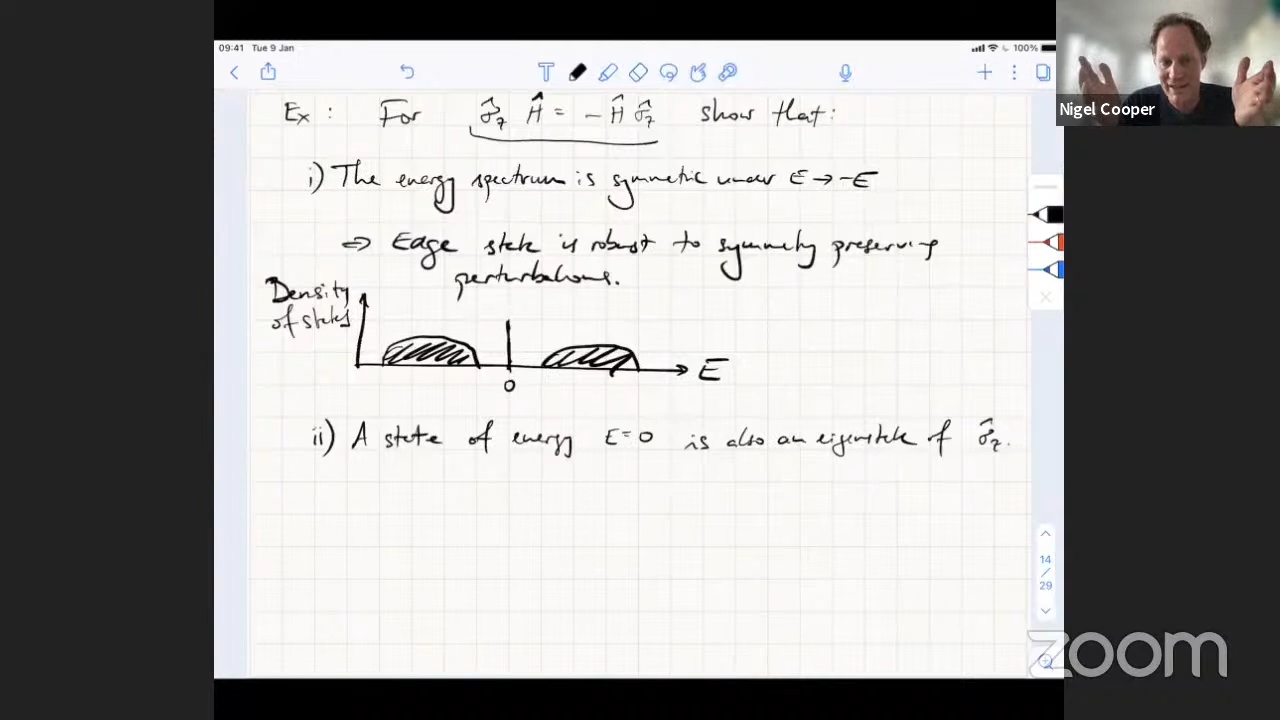 09:41 Tue 9 Jan
100%
Nigel Cooper
Ex : For σ̂z Ĥ = - Ĥ σ̂z show that:
i) The energy spectrum is symmetric under E → -E
⇒ Edge state is robust to symmetry preserving
perturbations.
Density
of states
E
0
ii) A state of energy E=0 is also an eigenstate of σ̂z.
14
/
29
zoom